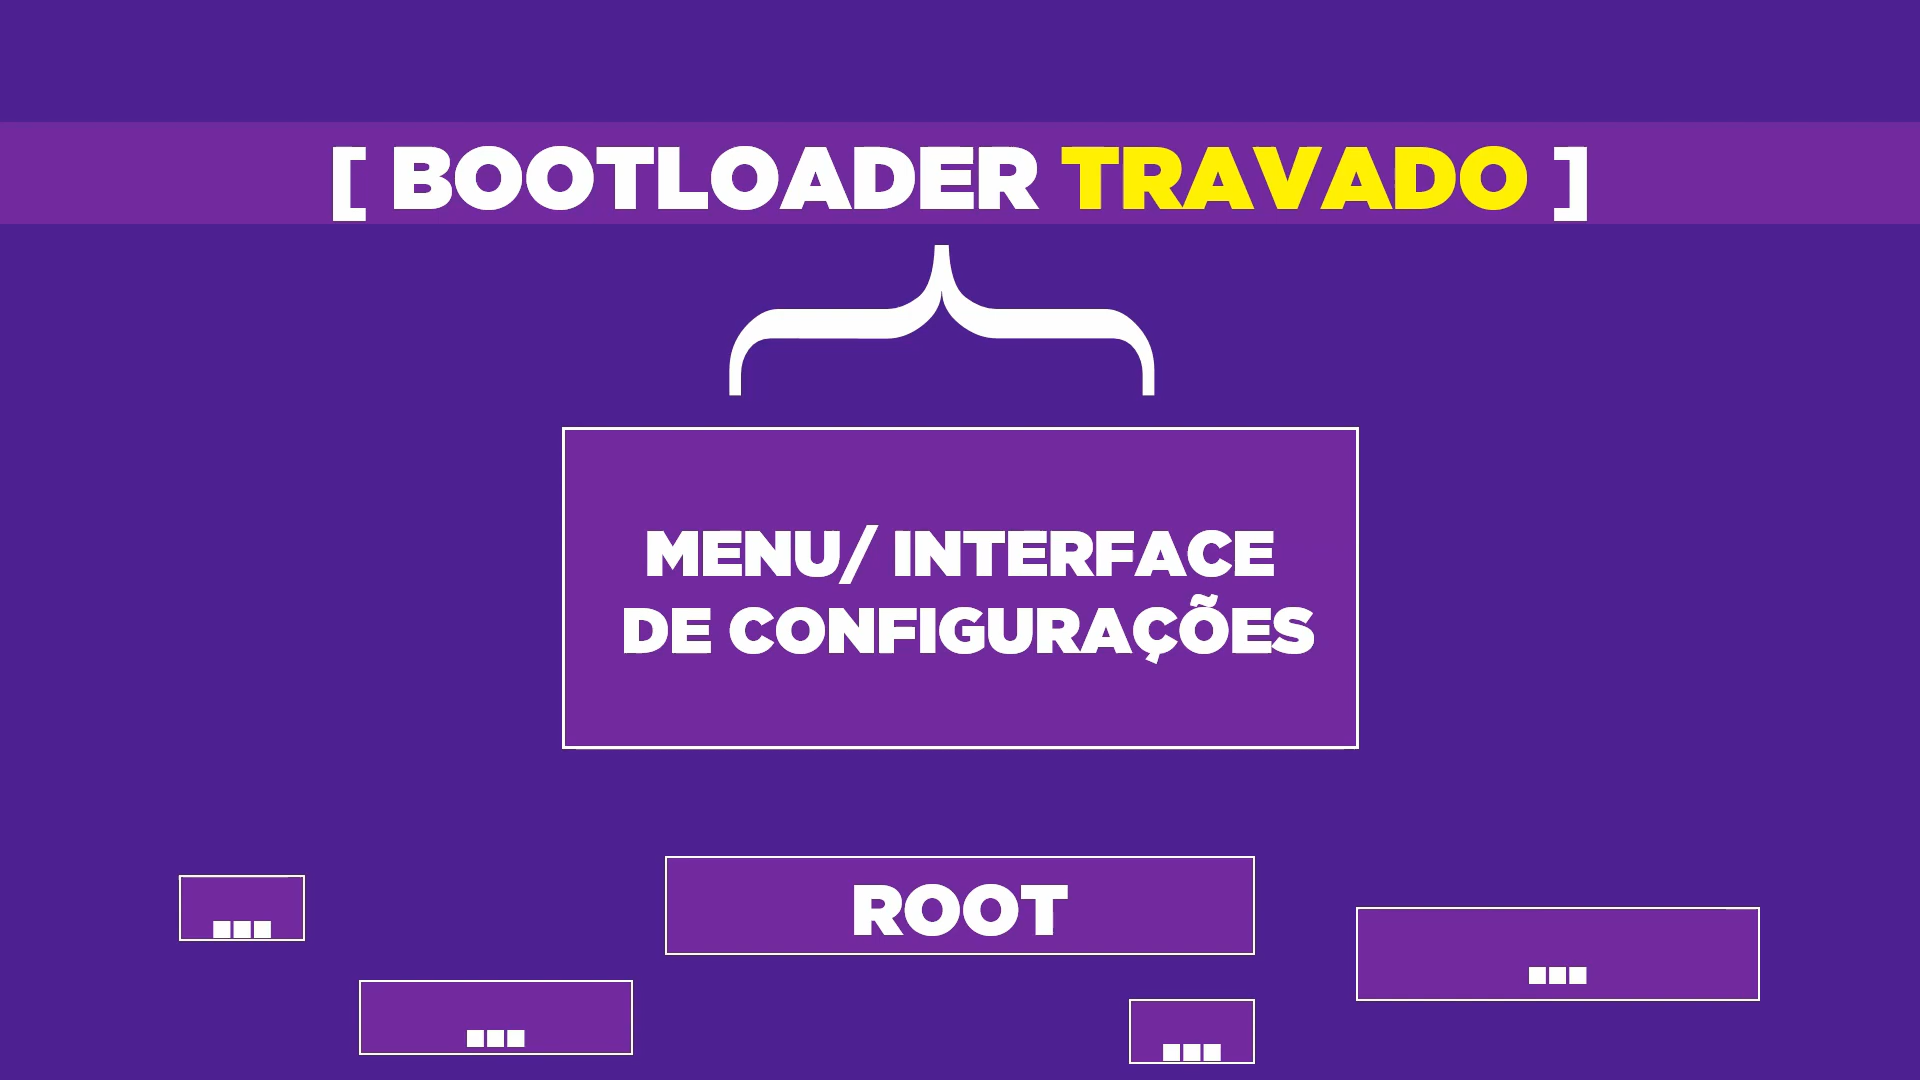 [ BOOTLOADER TRAVADO ]
MENU/ INTERFACE
DE CONFIGURAÇÕES
ROOT
...
...
...
...